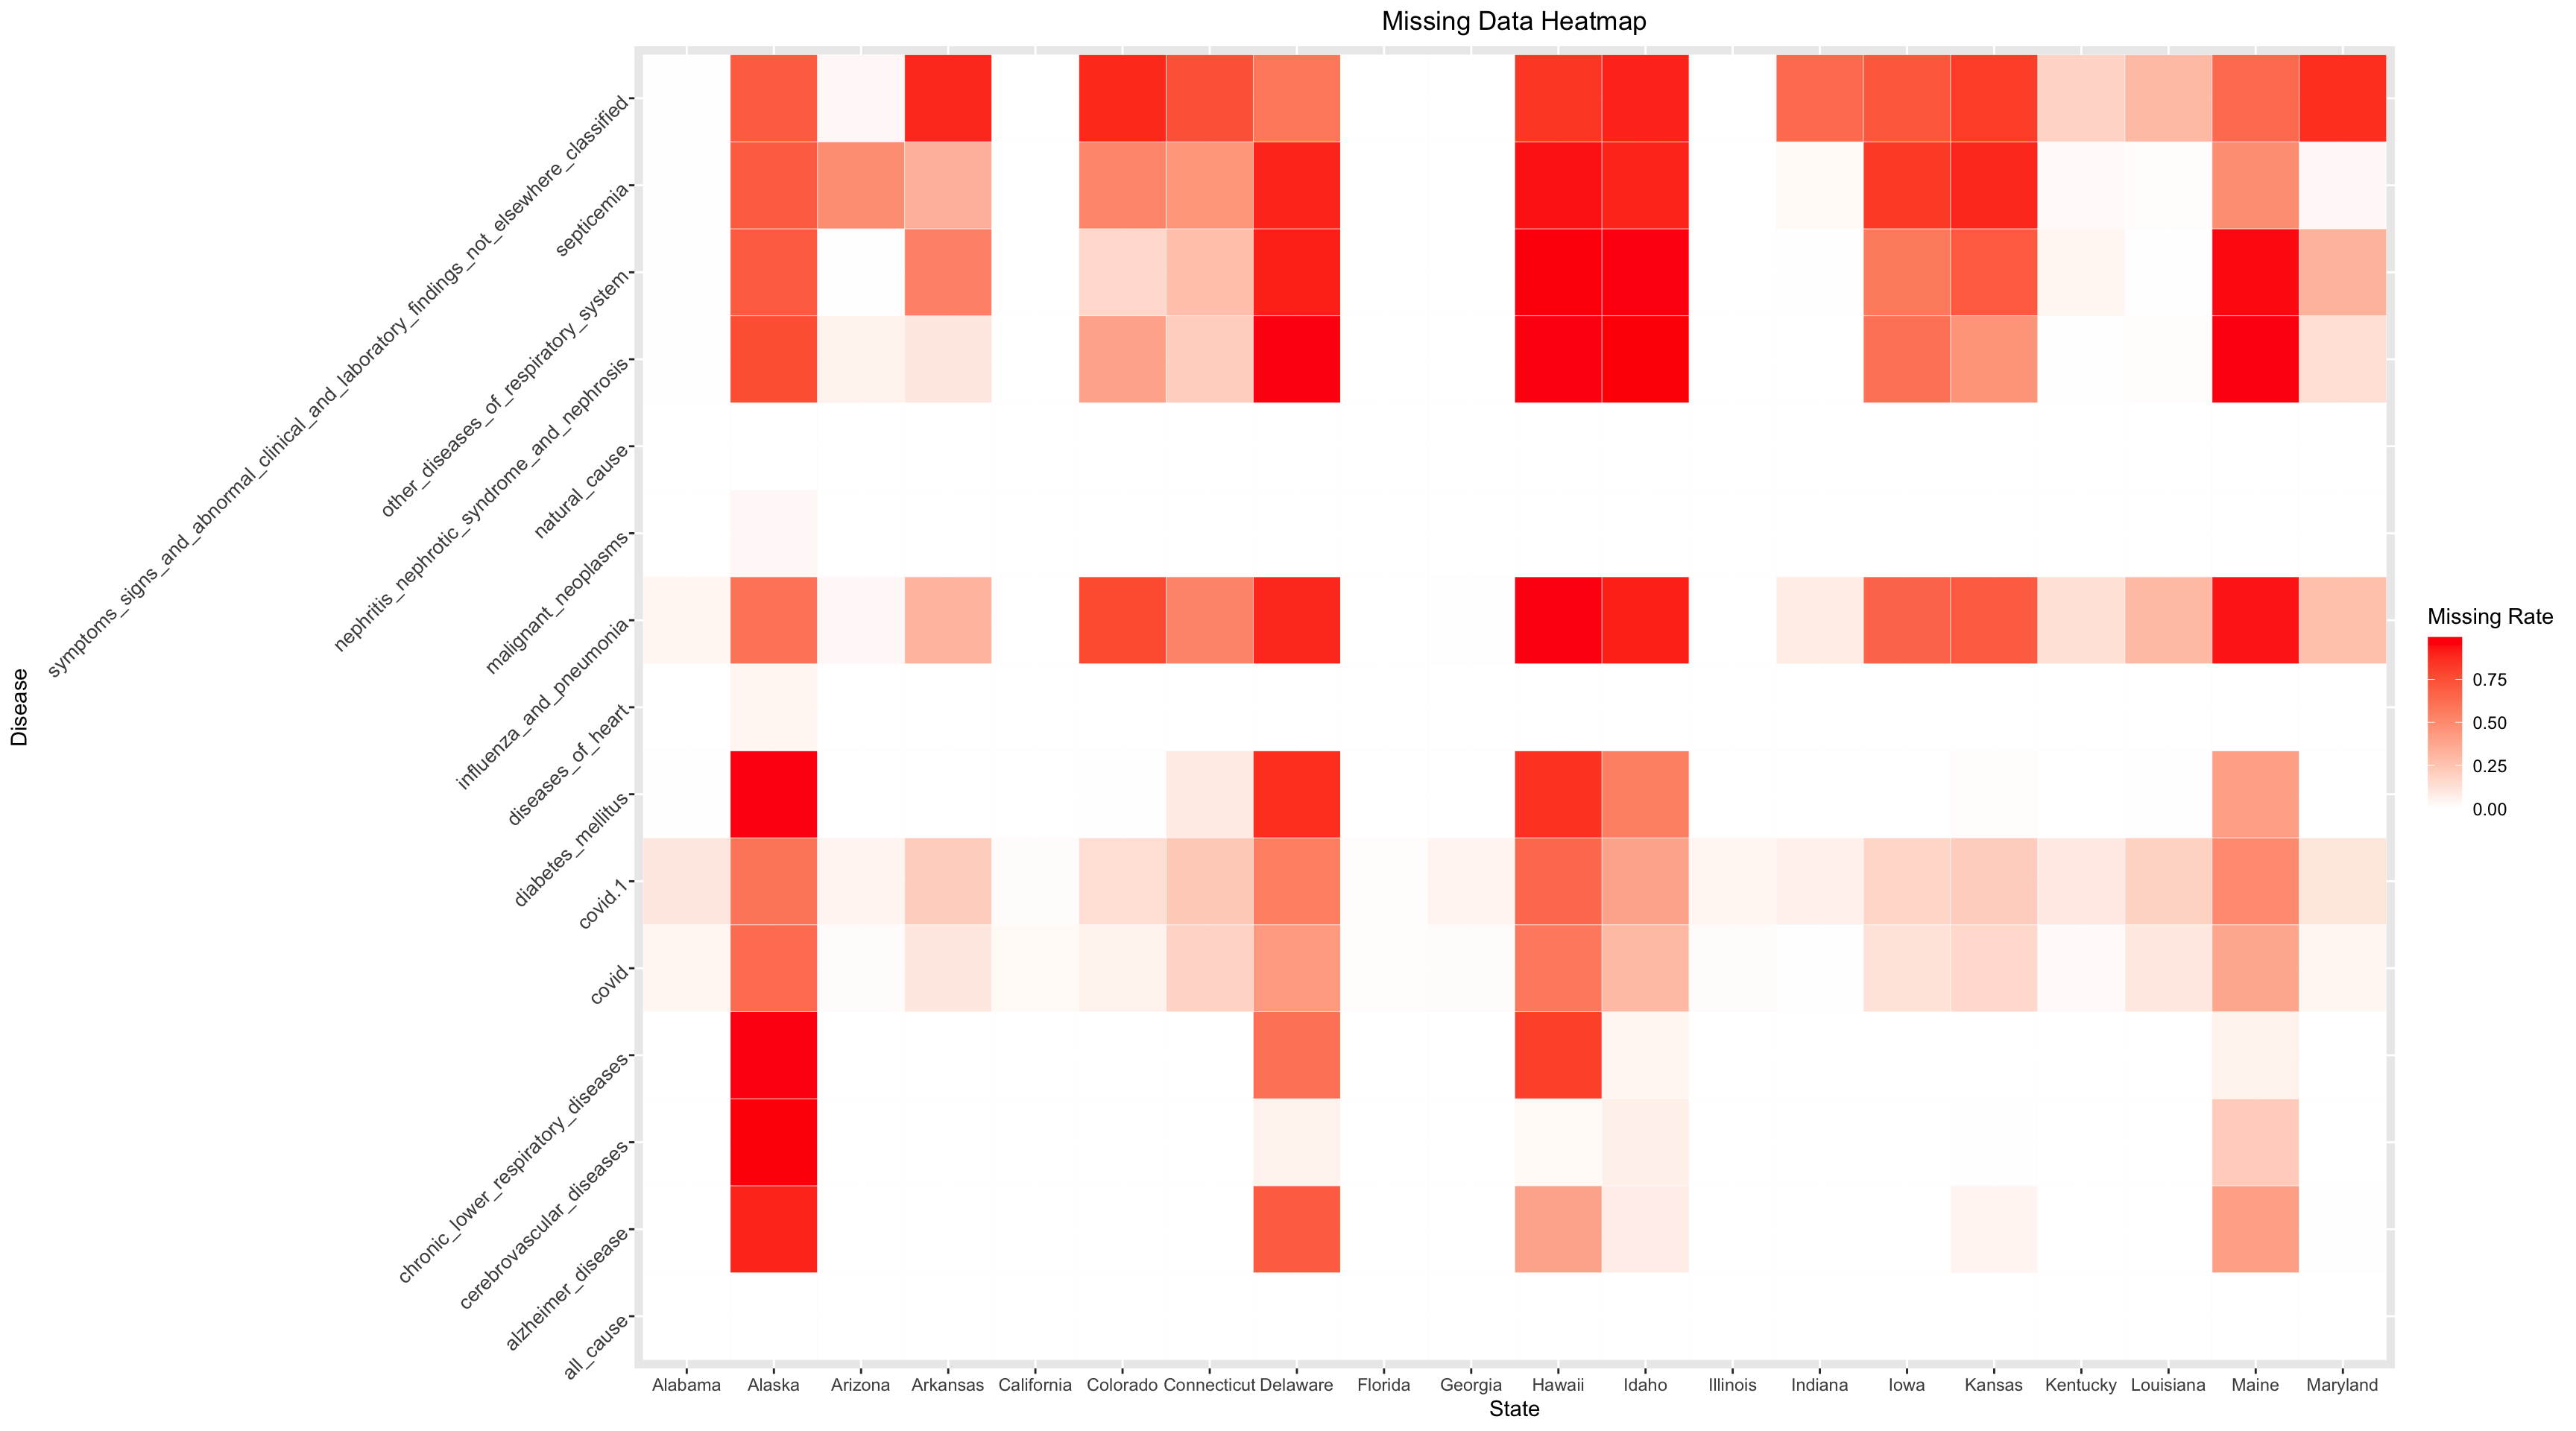 Missing Data Heatmap
Disease
symptoms_signs_and_abnormal_clinical_and_laboratory_findings_not_elsewhere_classified
septicemia
other_diseases_of_respiratory_system
nephritis_nephrotic_syndrome_and_nephrosis
natural_cause
malignant_neoplasms
influenza_and_pneumonia
diseases_of_heart
diabetes_mellitus
covid.1
covid
chronic_lower_respiratory_diseases
cerebrovascular_diseases
alzheimer_disease
all_cause
Alabama Alaska Arizona Arkansas California Colorado Connecticut Delaware Florida Georgia Hawaii Idaho Illinois Indiana Iowa Kansas Kentucky Louisiana Maine Maryland
State
Missing Rate
0.75
0.50
0.25
0.00